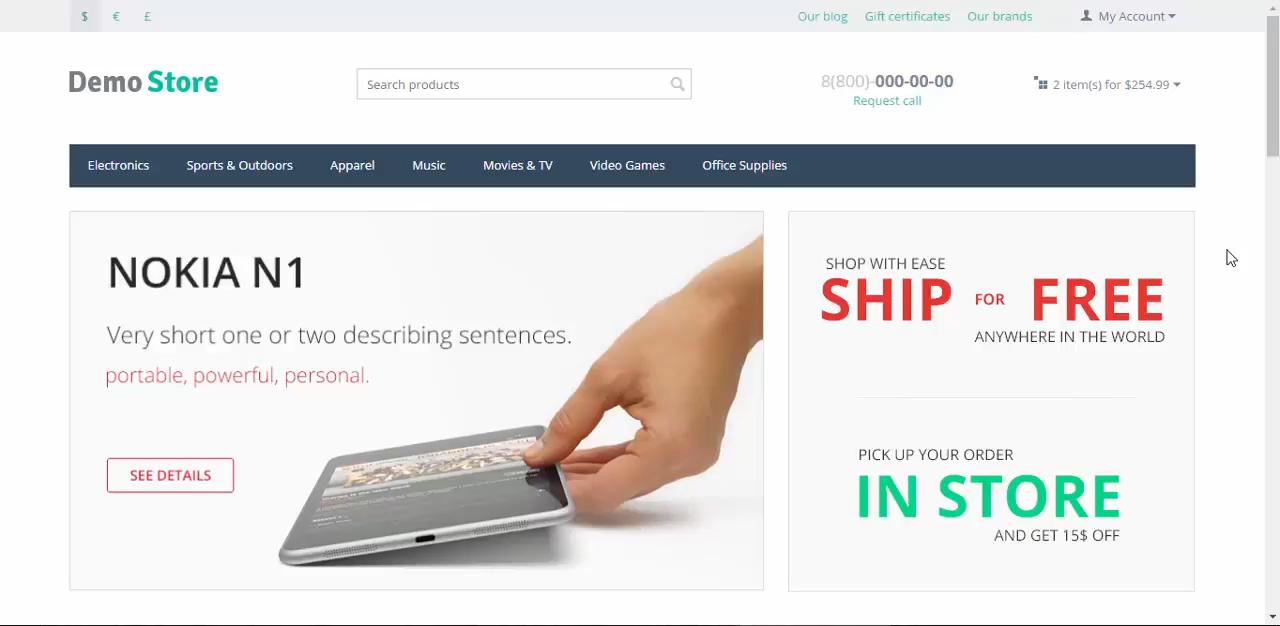 $ € £ Our blog Gift certificates Our brands My Account
Demo Store Search products 8(800)-000-00-00 2 item(s) for $254.99
Request call
Electronics Sports & Outdoors Apparel Music Movies & TV Video Games Office Supplies
NOKIA N1
Very short one or two describing sentences.
portable, powerful, personal.
SEE DETAILS
SHOP WITH EASE
SHIP FOR FREE
ANYWHERE IN THE WORLD
PICK UP YOUR ORDER
IN STORE
AND GET 15$ OFF